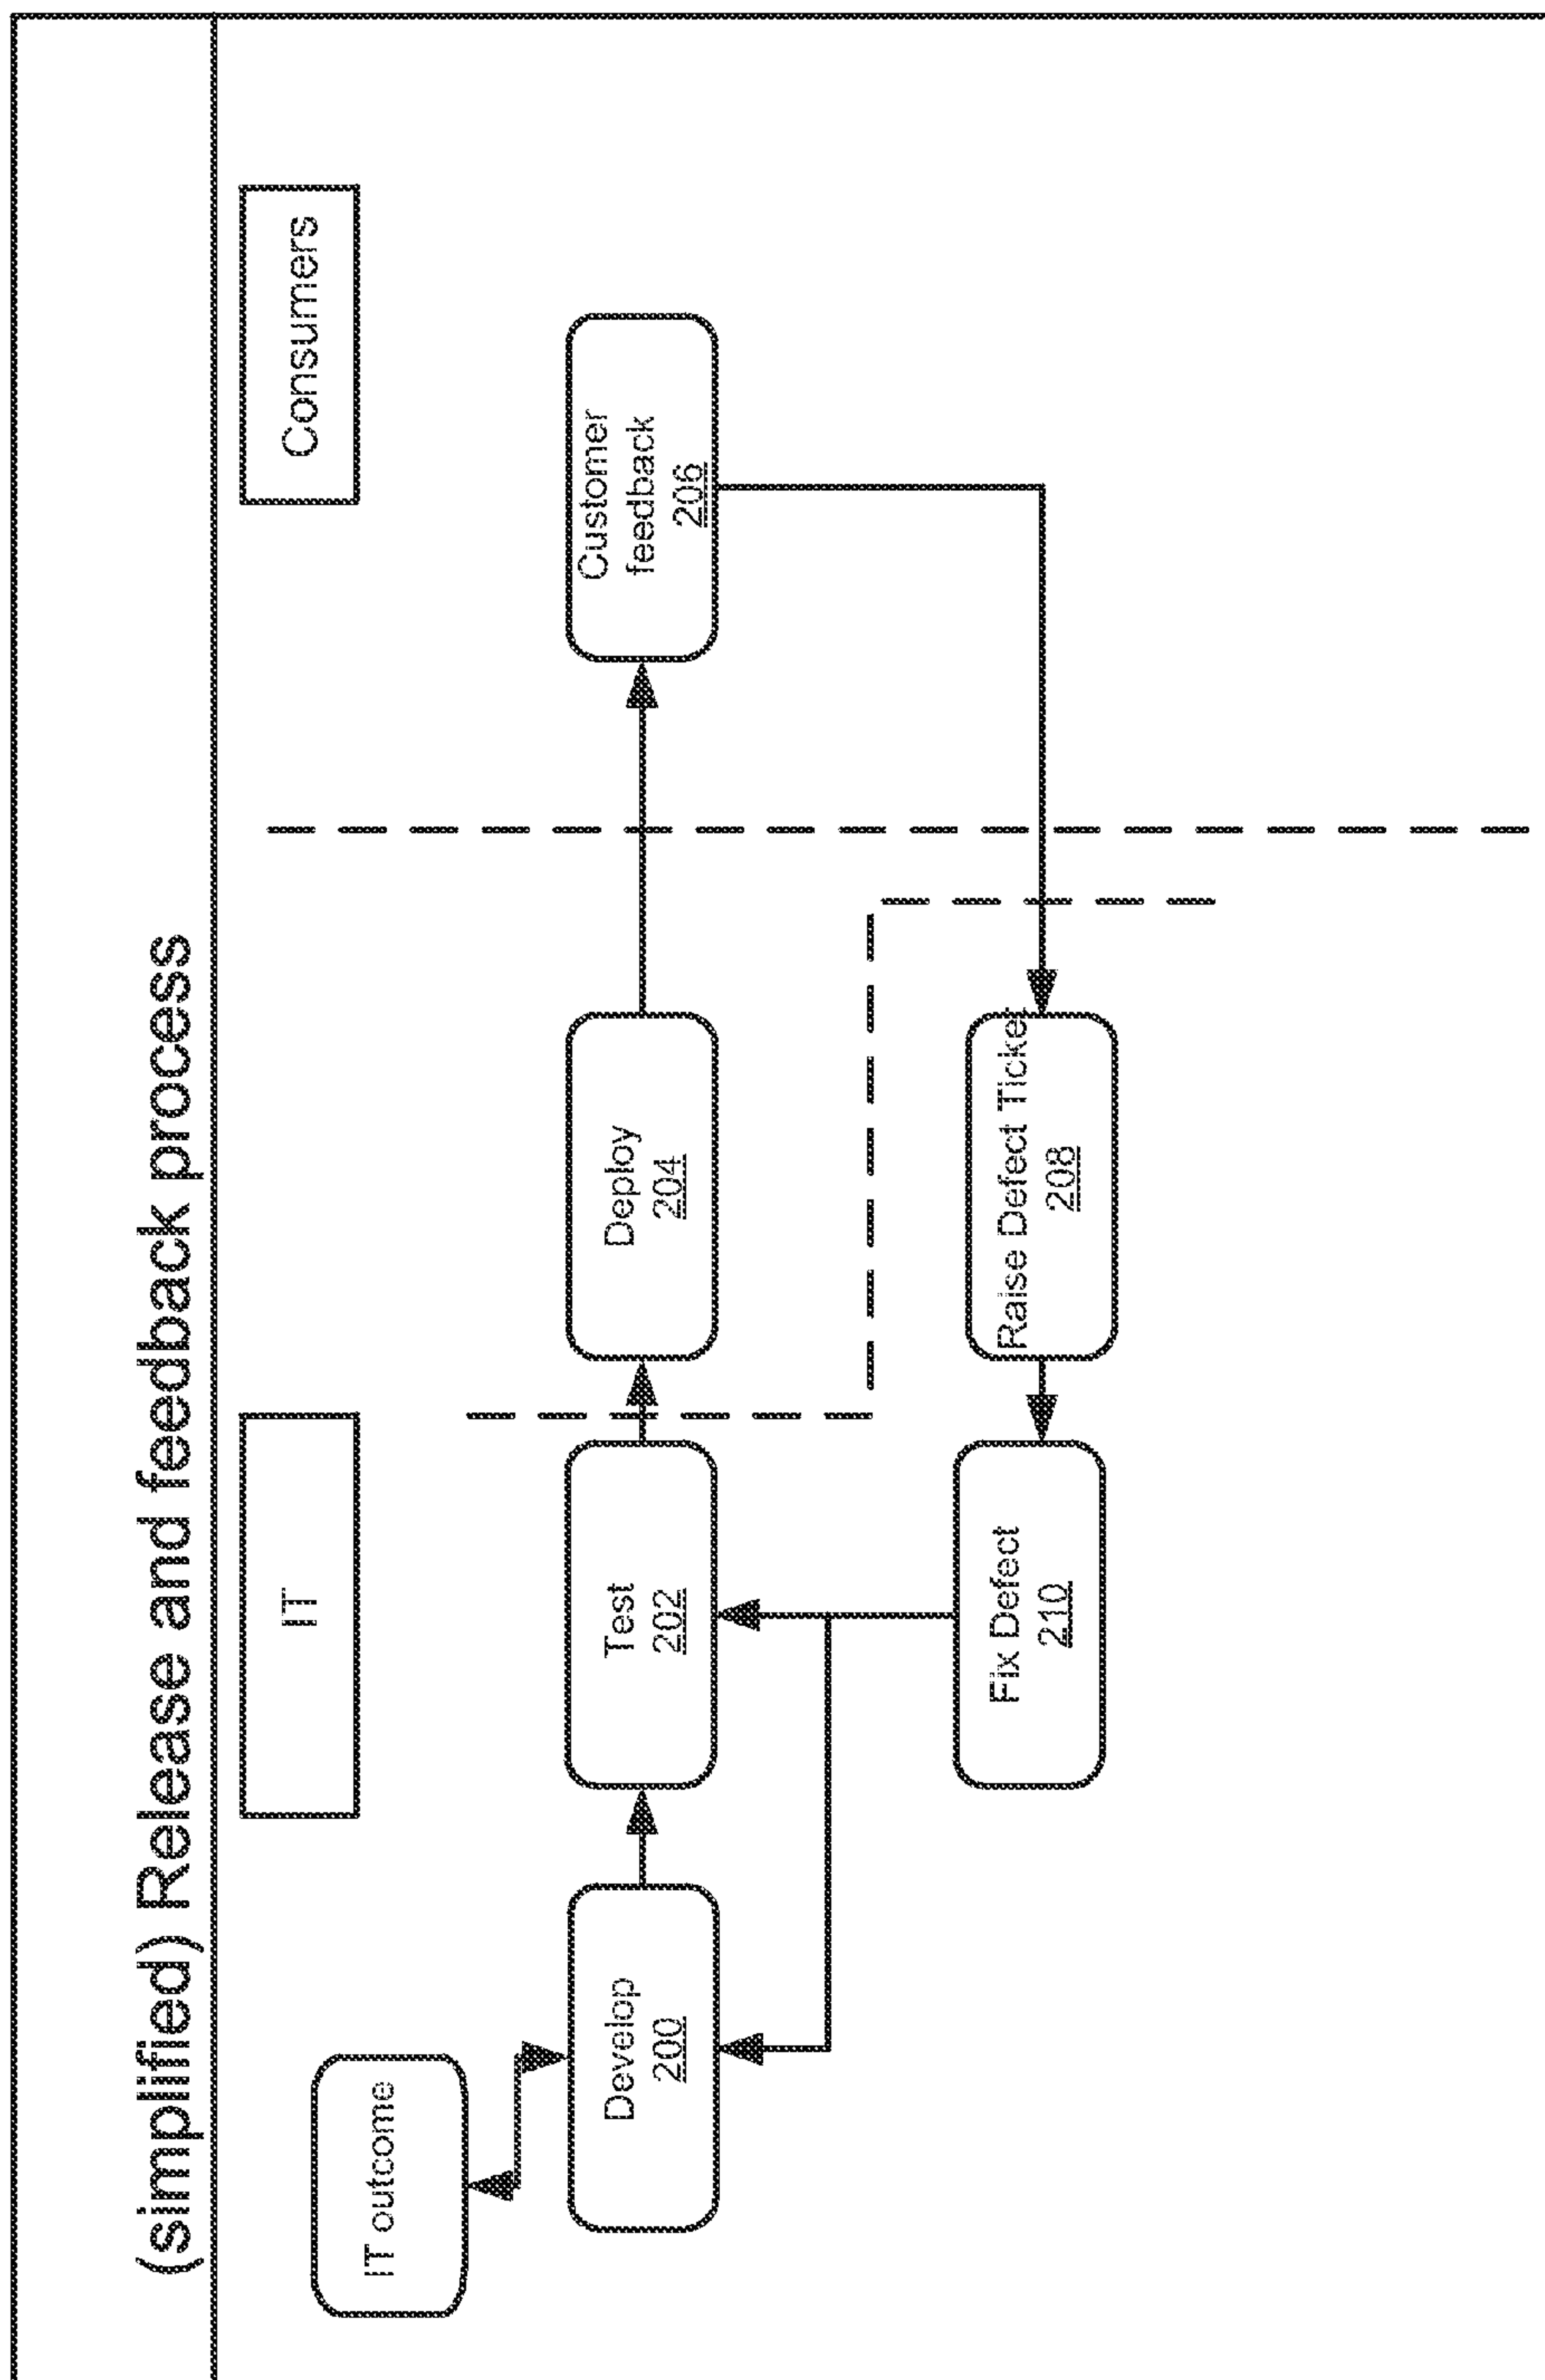 (simplified) Release and feedback process
IT
Consumers
IT outcome
Develop
200
Test
202
Deploy
204
Customer
feedback
206
Raise Defect Ticket
208
Fix Defect
210